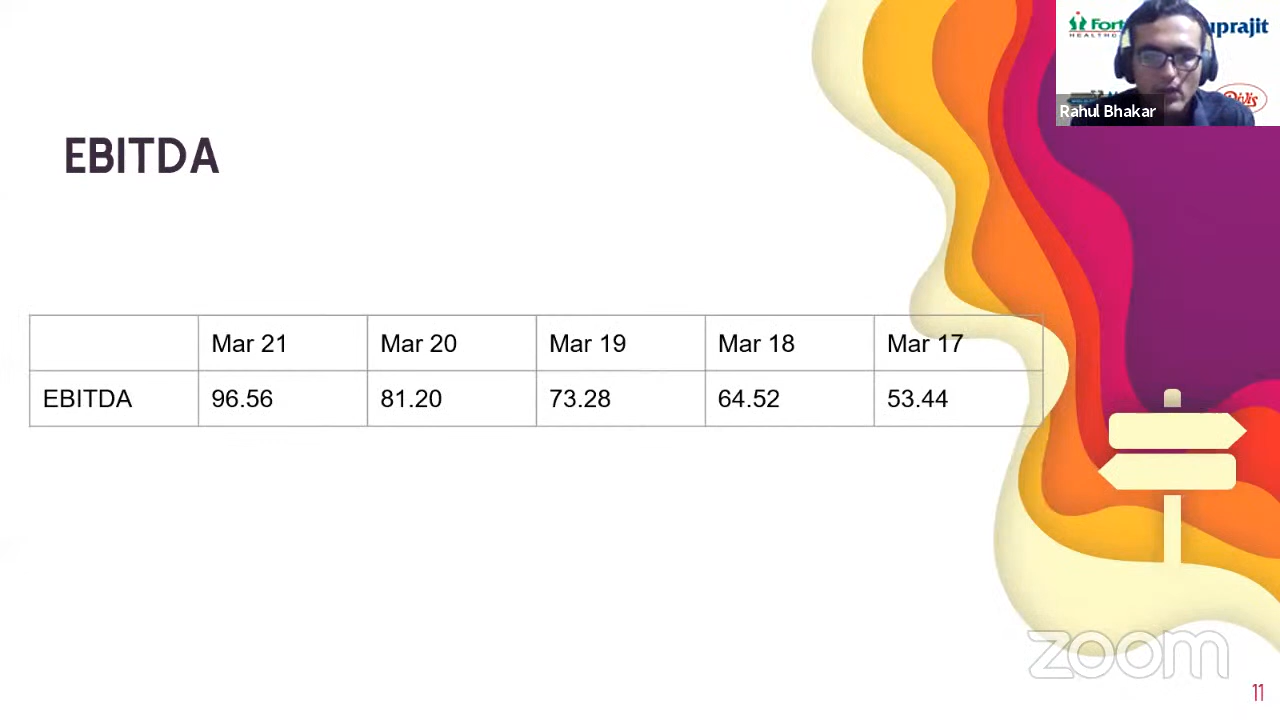 Rahul Bhakar
EBITDA
Mar 21 Mar 20 Mar 19 Mar 18 Mar 17
EBITDA 96.56 81.20 73.28 64.52 53.44
zoom
11